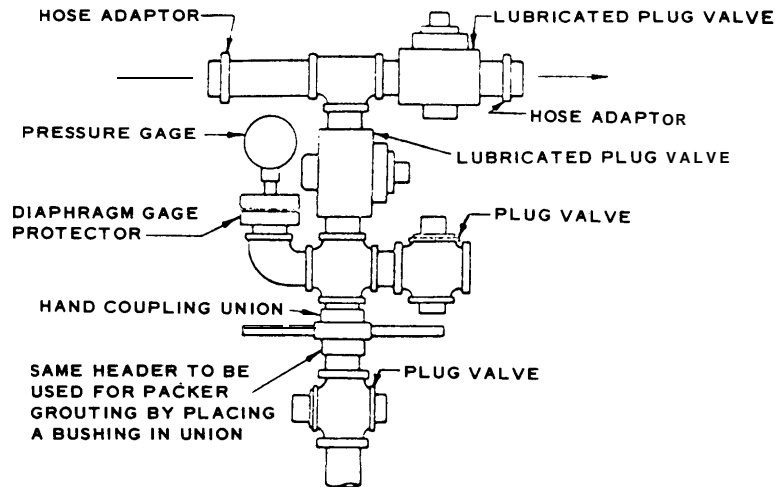 HOSE ADAPTOR
LUBRICATED PLUG VALVE
HOSE ADAPTOR
PRESSURE GAGE
LUBRICATED PLUG VALVE
DIAPHRAGM GAGE
PROTECTOR
PLUG VALVE
HAND COUPLING UNION
SAME HEADER TO BE
USED FOR PACKER
GROUTING BY PLACING
A BUSHING IN UNION
PLUG VALVE